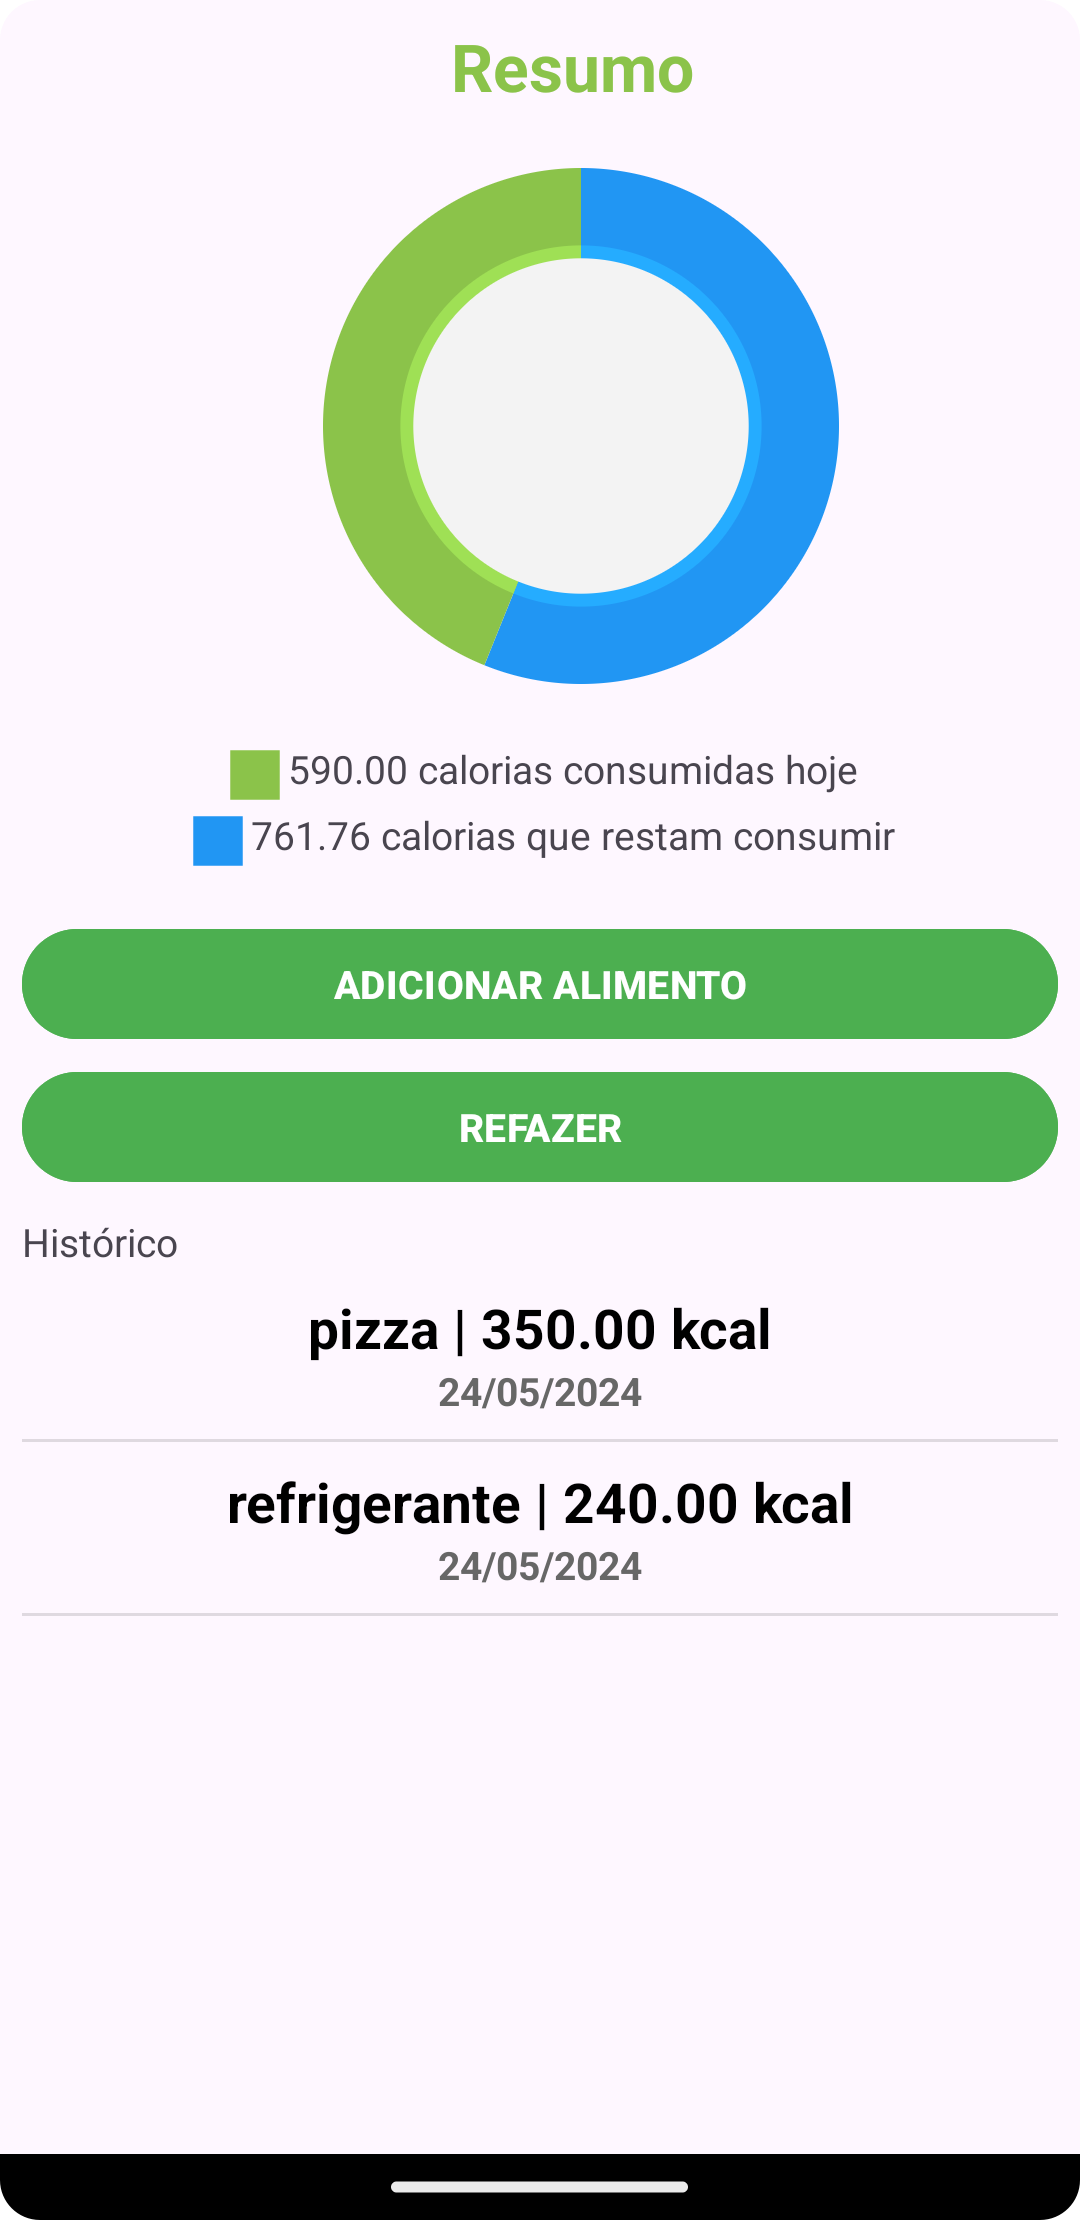 Resumo
590.00 calorias consumidas hoje
761.76 calorias que restam consumir
ADICIONAR ALIMENTO
REFAZER
Histórico
pizza | 350.00 kcal
24/05/2024
refrigerante | 240.00 kcal
24/05/2024